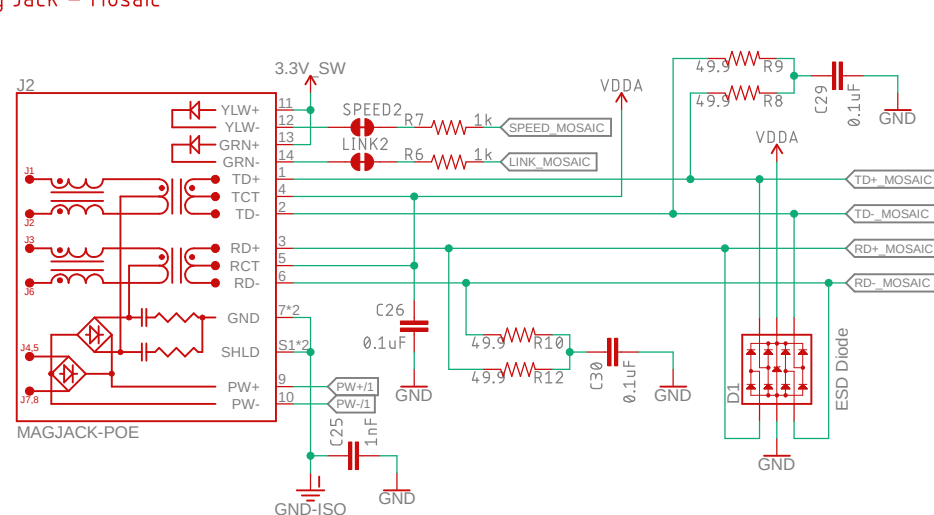 Jack - Mosaic
3.3V_SW
J2
VDDA
49.9 R9
49.9 R8
C29
0.1uF
GND
VDDA
YLW+ 11
YLW- 12
GRN+ 13
GRN- 14
SPEED2
R7 1k SPEED_MOSAIC
LINK2
R6 1k LINK_MOSAIC
J1
TD+ 1
TD+_MOSAIC
TCT 4
J2
TD- 2
TD-_MOSAIC
J3
RD+ 3
RD+_MOSAIC
RCT 5
J6
RD- 6
RD-_MOSAIC
GND 7*2
C26
0.1uF
GND
49.9 R10
49.9 R12
C30
0.1uF
GND
J4,5
SHLD S1*2
J7,8
PW+ 9 PW+/1
PW- 10 PW-/1
MAGJACK-POE
C25
1nF
GND-ISO
GND
D1
ESD Diode
GND